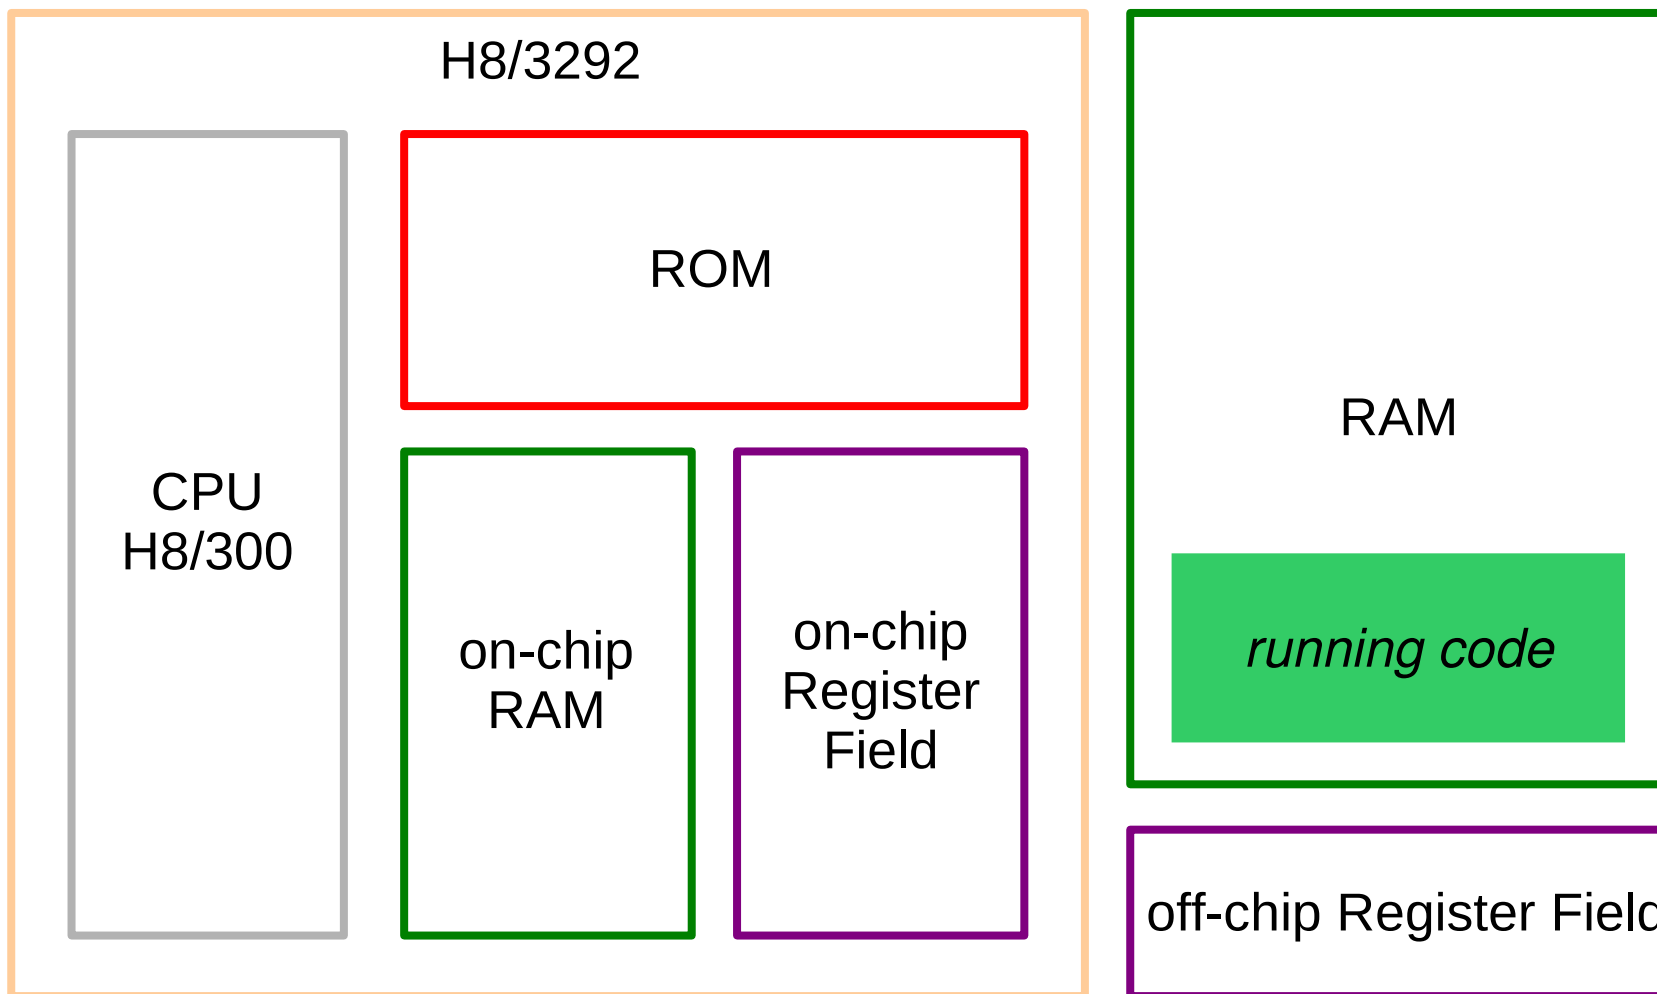 H8/3292
ROM
CPU
H8/300
on-chip
RAM
on-chip
Register
Field
RAM
running code
off-chip Register Field